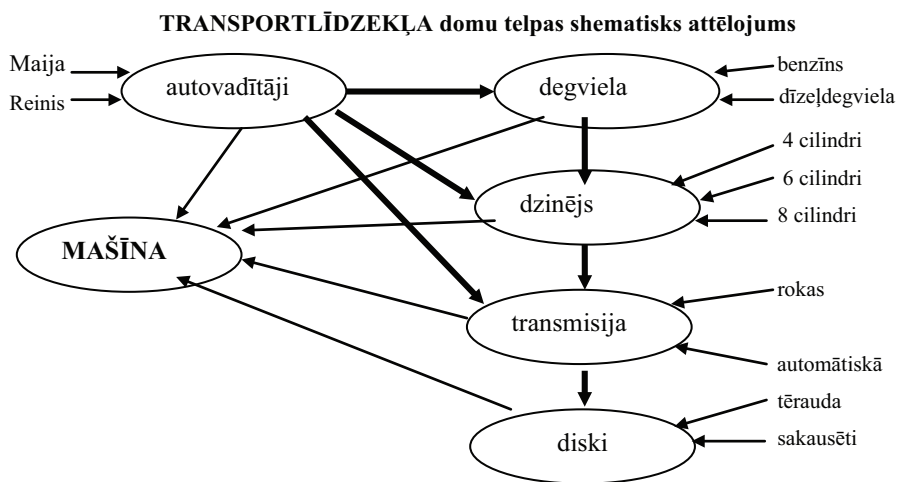 TRANSPORTLĪDZEKĻA domu telpas shematisks attēlojums
Maija
Reinis
autovadītāji
degviela
benzīns
dīzeļdegviela
4 cilindri
6 cilindri
8 cilindri
dzinējs
MAŠĪNA
rokas
transmisija
automātiskā
tērauda
sakausēti
diski